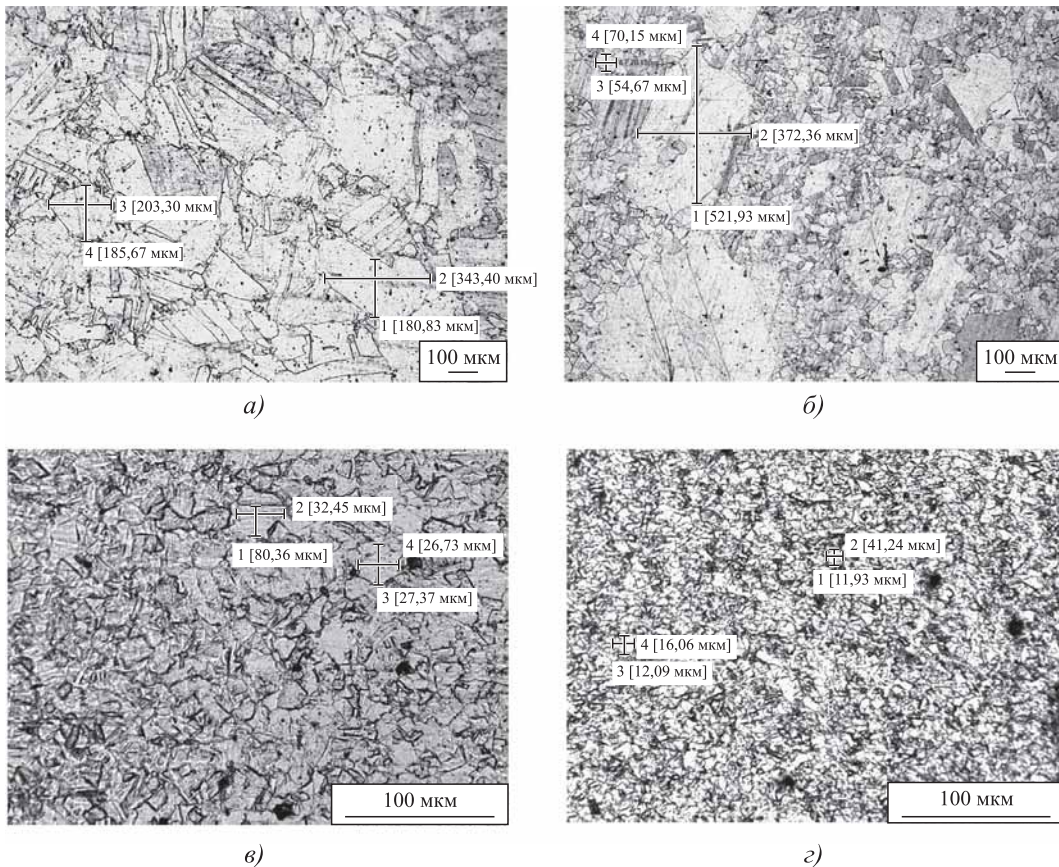 3 [203,30 мкм]
4 [185,67 мкм]
2 [343,40 мкм]
1 [180,83 мкм]
100 мкм
а)
4 [70,15 мкм]
3 [54,67 мкм]
2 [372,36 мкм]
1 [521,93 мкм]
100 мкм
б)
2 [32,45 мкм]
1 [80,36 мкм]
4 [26,73 мкм]
3 [27,37 мкм]
100 мкм
в)
2 [41,24 мкм]
1 [11,93 мкм]
4 [16,06 мкм]
3 [12,09 мкм]
100 мкм
г)